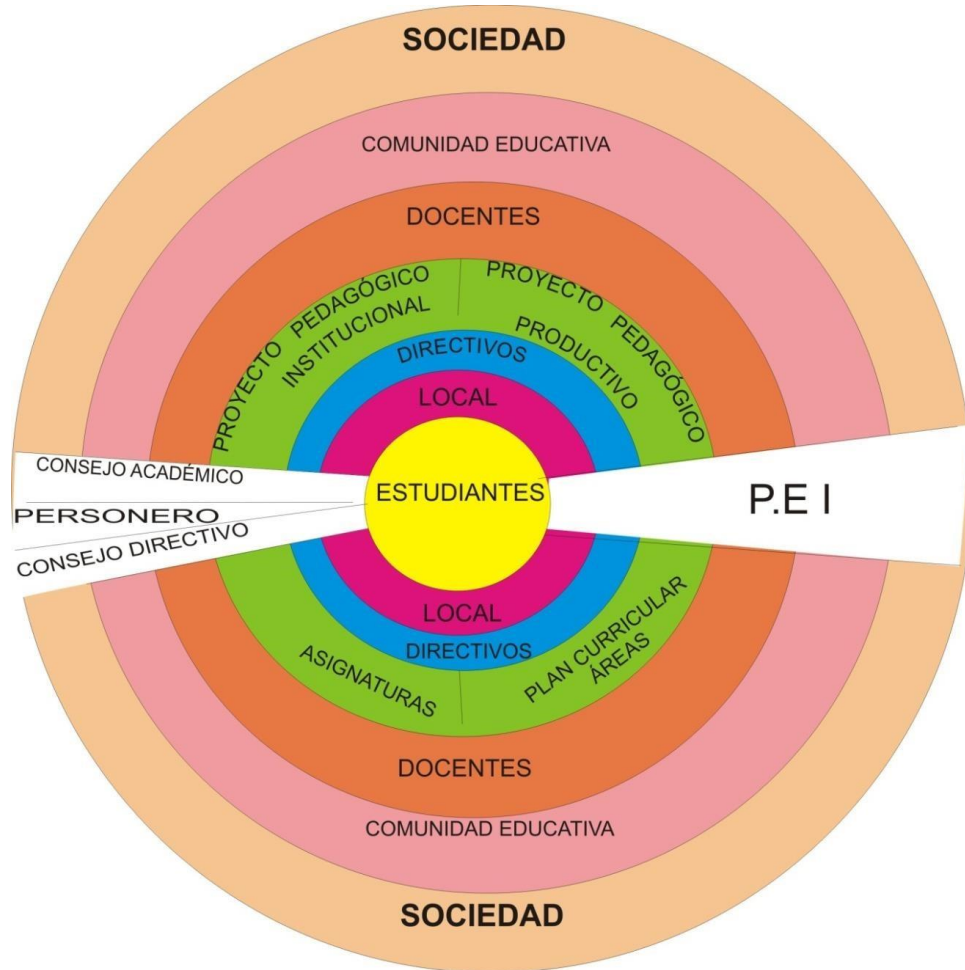 SOCIEDAD
COMUNIDAD EDUCATIVA
DOCENTES
PROYECTO PEDAGÓGICO
INSTITUCIONAL
PROYECTO PEDAGÓGICO
PRODUCTIVO
DIRECTIVOS
LOCAL
CONSEJO ACADÉMICO
PERSONERO
CONSEJO DIRECTIVO
ESTUDIANTES
P.E I
LOCAL
DIRECTIVOS
ASIGNATURAS
PLAN CURRICULAR
ÁREAS
DOCENTES
COMUNIDAD EDUCATIVA
SOCIEDAD